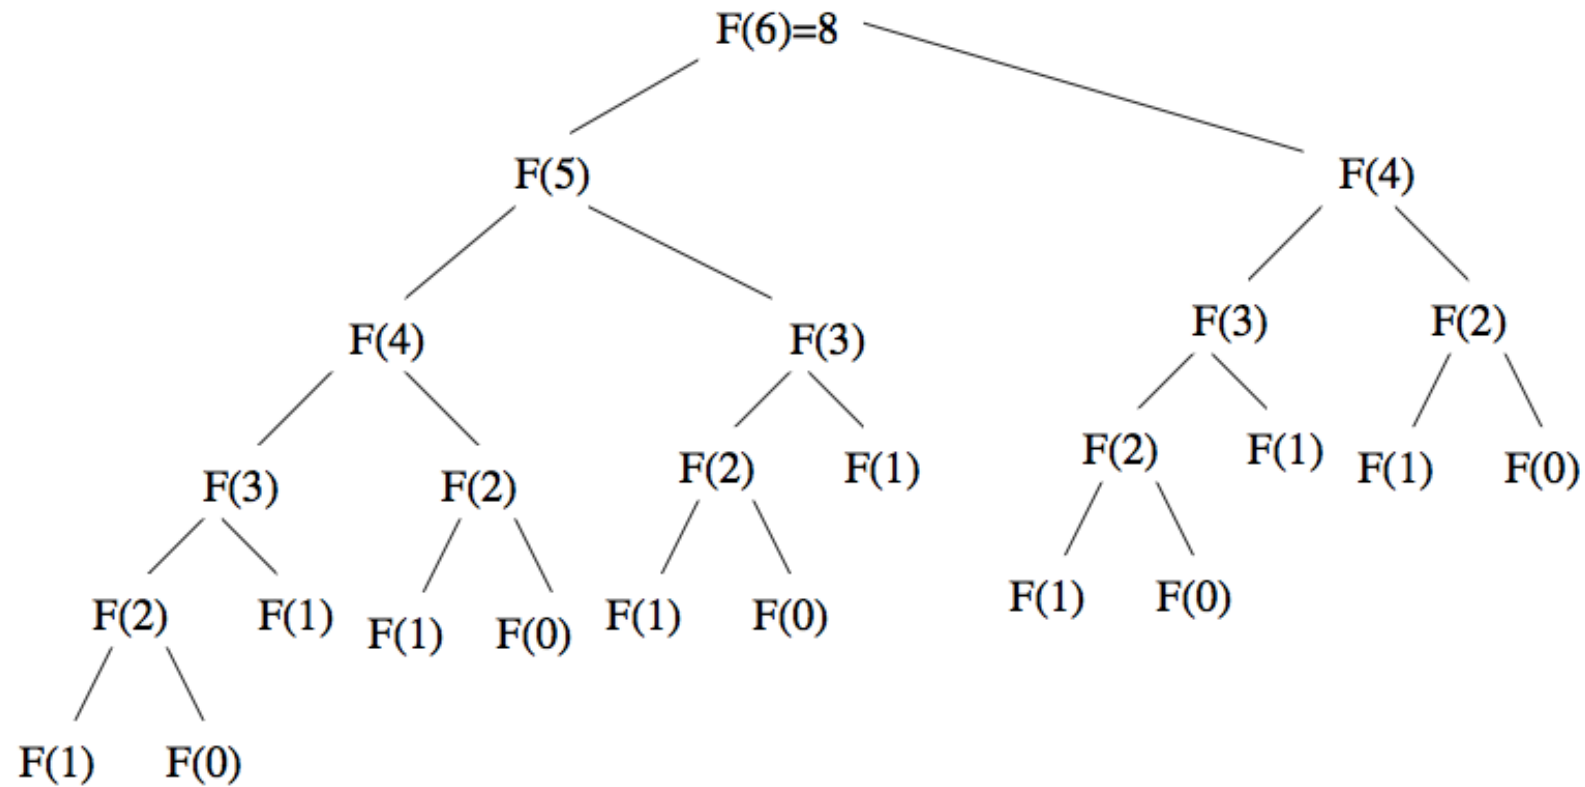 F(6)=8
F(5) F(4)
F(4) F(3) F(3) F(2)
F(3) F(2) F(2) F(1) F(2) F(1) F(1) F(0)
F(2) F(1) F(1) F(0) F(1) F(0) F(1) F(0)
F(1) F(0)